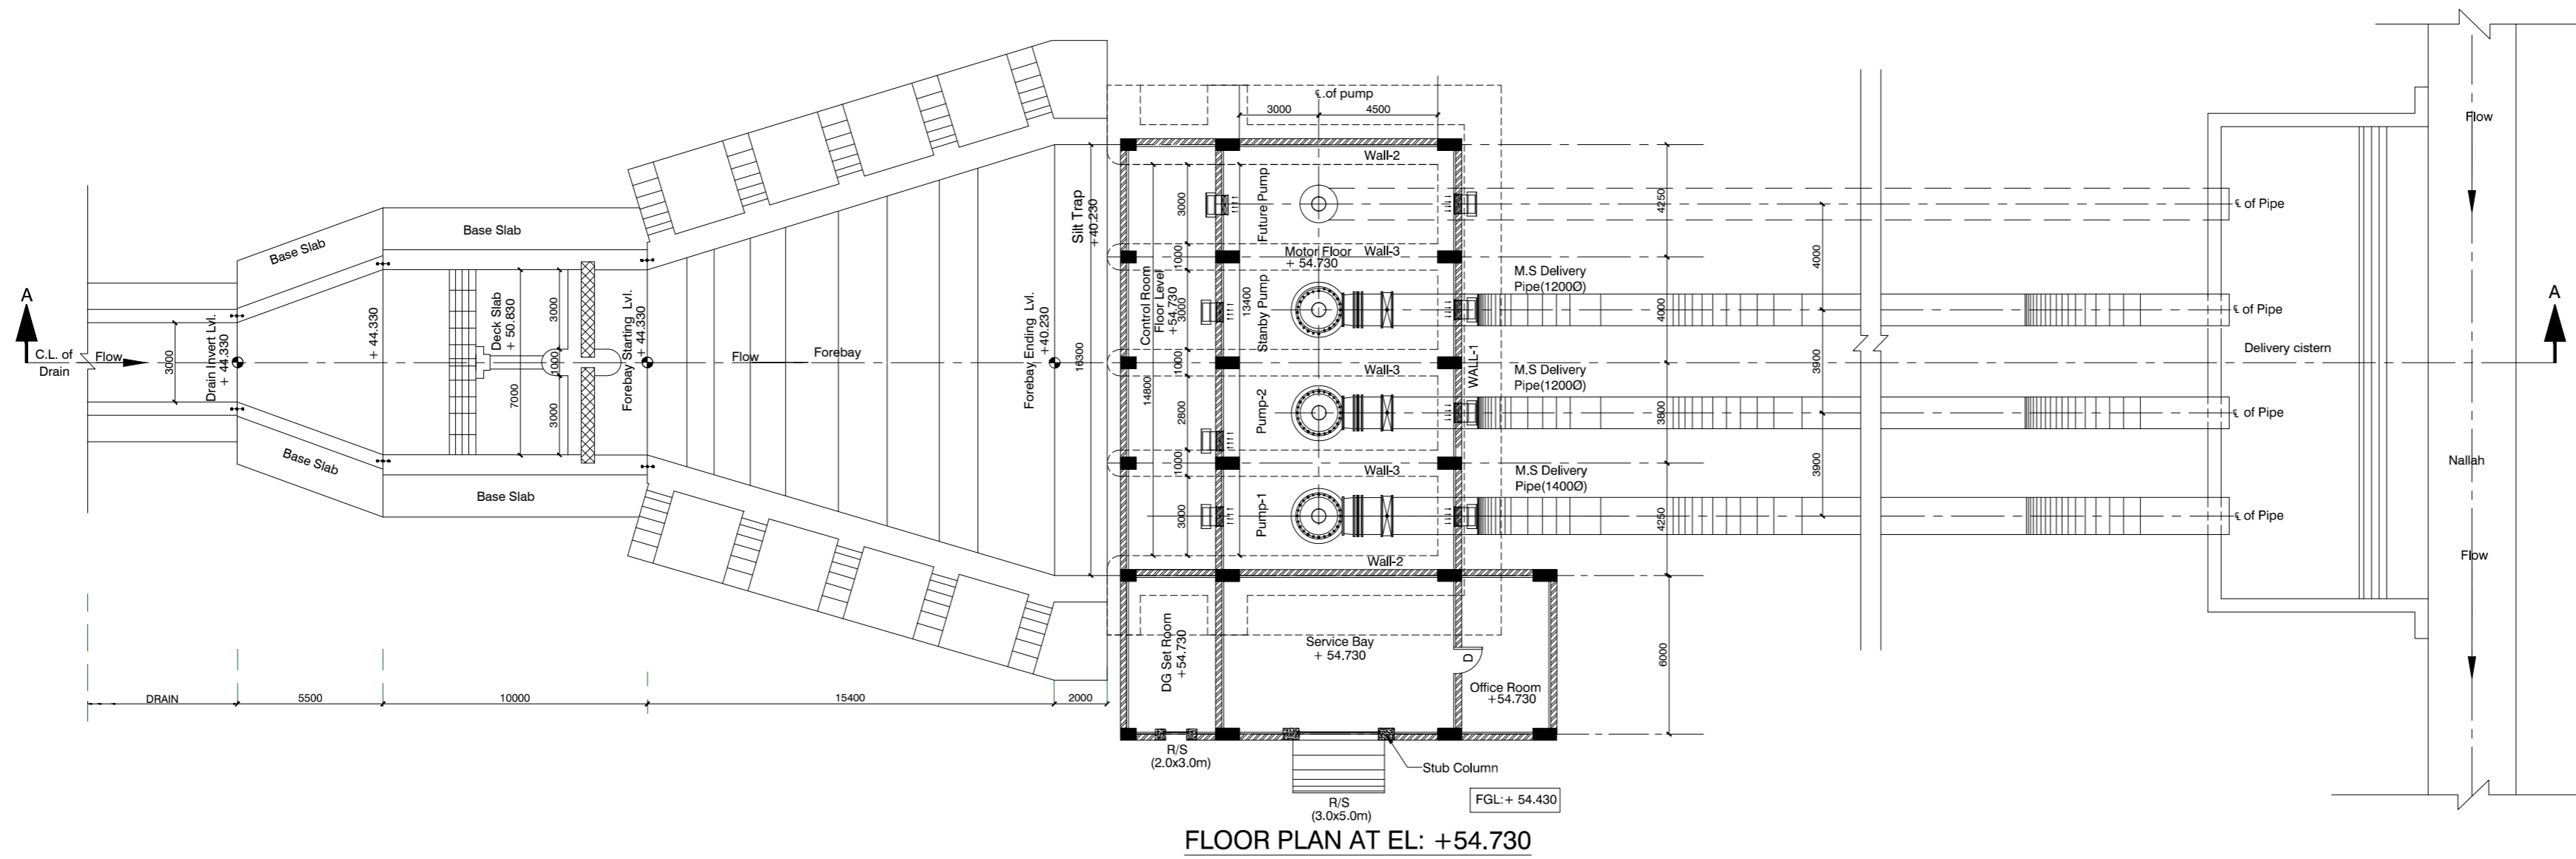 ℄.of pump
3000
4500
Flow
Wall-2
Base Slab
Base Slab
Silt Trap
+40.230
3000
Future Pump
4250
℄ of Pipe
1000
Motor Floor
+ 54.730
Wall-3
4000
A
Drain Invert Lvl.
+ 44.330
+ 44.330
Deck Slab
+ 50.830
3000
Forebay Starting Lvl.
+ 44.330
Forebay Ending Lvl.
+40.230
Control Room
Floor Level
+54.730
3000
13400
Stanby Pump
M.S Delivery
Pipe(1200Ø)
4000
℄ of Pipe
A
C.L. of
Drain
Flow
3000
7000
1000
Flow
Forebay
16300
14800
1000
Wall-3
WALL-1
3900
Delivery cistern
3000
2800
Pump-2
M.S Delivery
Pipe(1200Ø)
3800
℄ of Pipe
Base Slab
Base Slab
1000
Wall-3
M.S Delivery
Pipe(1400Ø)
3900
Nallah
3000
Pump-1
4250
℄ of Pipe
Wall-2
Flow
DG Set Room
+54.730
Service Bay
+ 54.730
D
6000
Office Room
+54.730
DRAIN
5500
10000
15400
2000
R/S
(2.0x3.0m)
Stub Column
R/S
(3.0x5.0m)
FGL:+ 54.430
FLOOR PLAN AT EL: +54.730